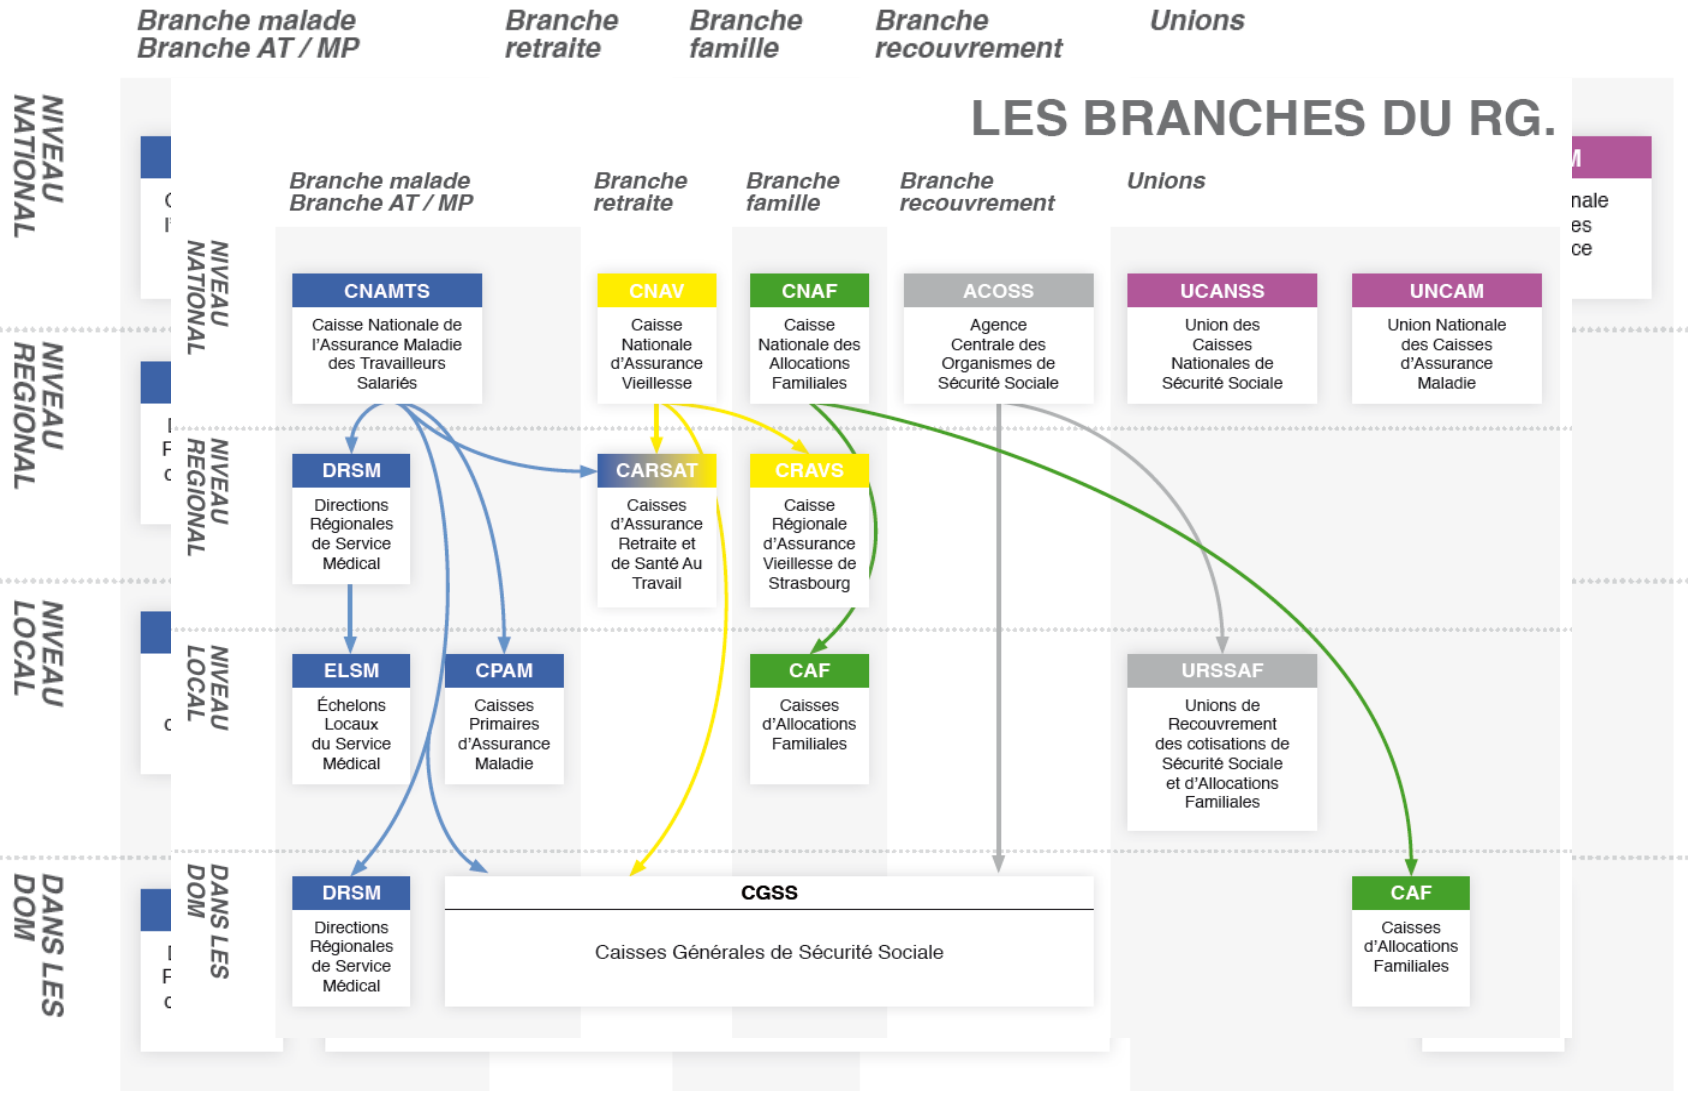 Branche malade
Branche AT / MP
Branche
retraite
Branche
famille
Branche
recouvrement
Unions
NIVEAU
NATIONAL
NIVEAU
REGIONAL
NIVEAU
LOCAL
DANS LES
DOM
LES BRANCHES DU RG.
Branche malade
Branche AT / MP
Branche
retraite
Branche
famille
Branche
recouvrement
Unions
NIVEAU
NATIONAL
CNAMTS
Caisse Nationale de
l'Assurance Maladie
des Travailleurs
Salariés
CNAV
Caisse
Nationale
d'Assurance
Vieillesse
CNAF
Caisse
Nationale des
Allocations
Familiales
ACOSS
Agence
Centrale des
Organismes de
Sécurité Sociale
UCANSS
Union des
Caisses
Nationales de
Sécurité Sociale
UNCAM
Union Nationale
des Caisses
d'Assurance
Maladie
M
nale
es
ce
NIVEAU
REGIONAL
DRSM
Directions
Régionales
de Service
Médical
CARSAT
Caisses
d'Assurance
Retraite et
de Santé Au
Travail
CRAVS
Caisse
Régionale
d'Assurance
Vieillesse de
Strasbourg
NIVEAU
LOCAL
ELSM
Échelons
Locaux
du Service
Médical
CPAM
Caisses
Primaires
d'Assurance
Maladie
CAF
Caisses
d'Allocations
Familiales
URSSAF
Unions de
Recouvrement
des cotisations de
Sécurité Sociale
et d'Allocations
Familiales
DANS LES
DOM
DRSM
Directions
Régionales
de Service
Médical
CGSS
Caisses Générales de Sécurité Sociale
CAF
Caisses
d'Allocations
Familiales